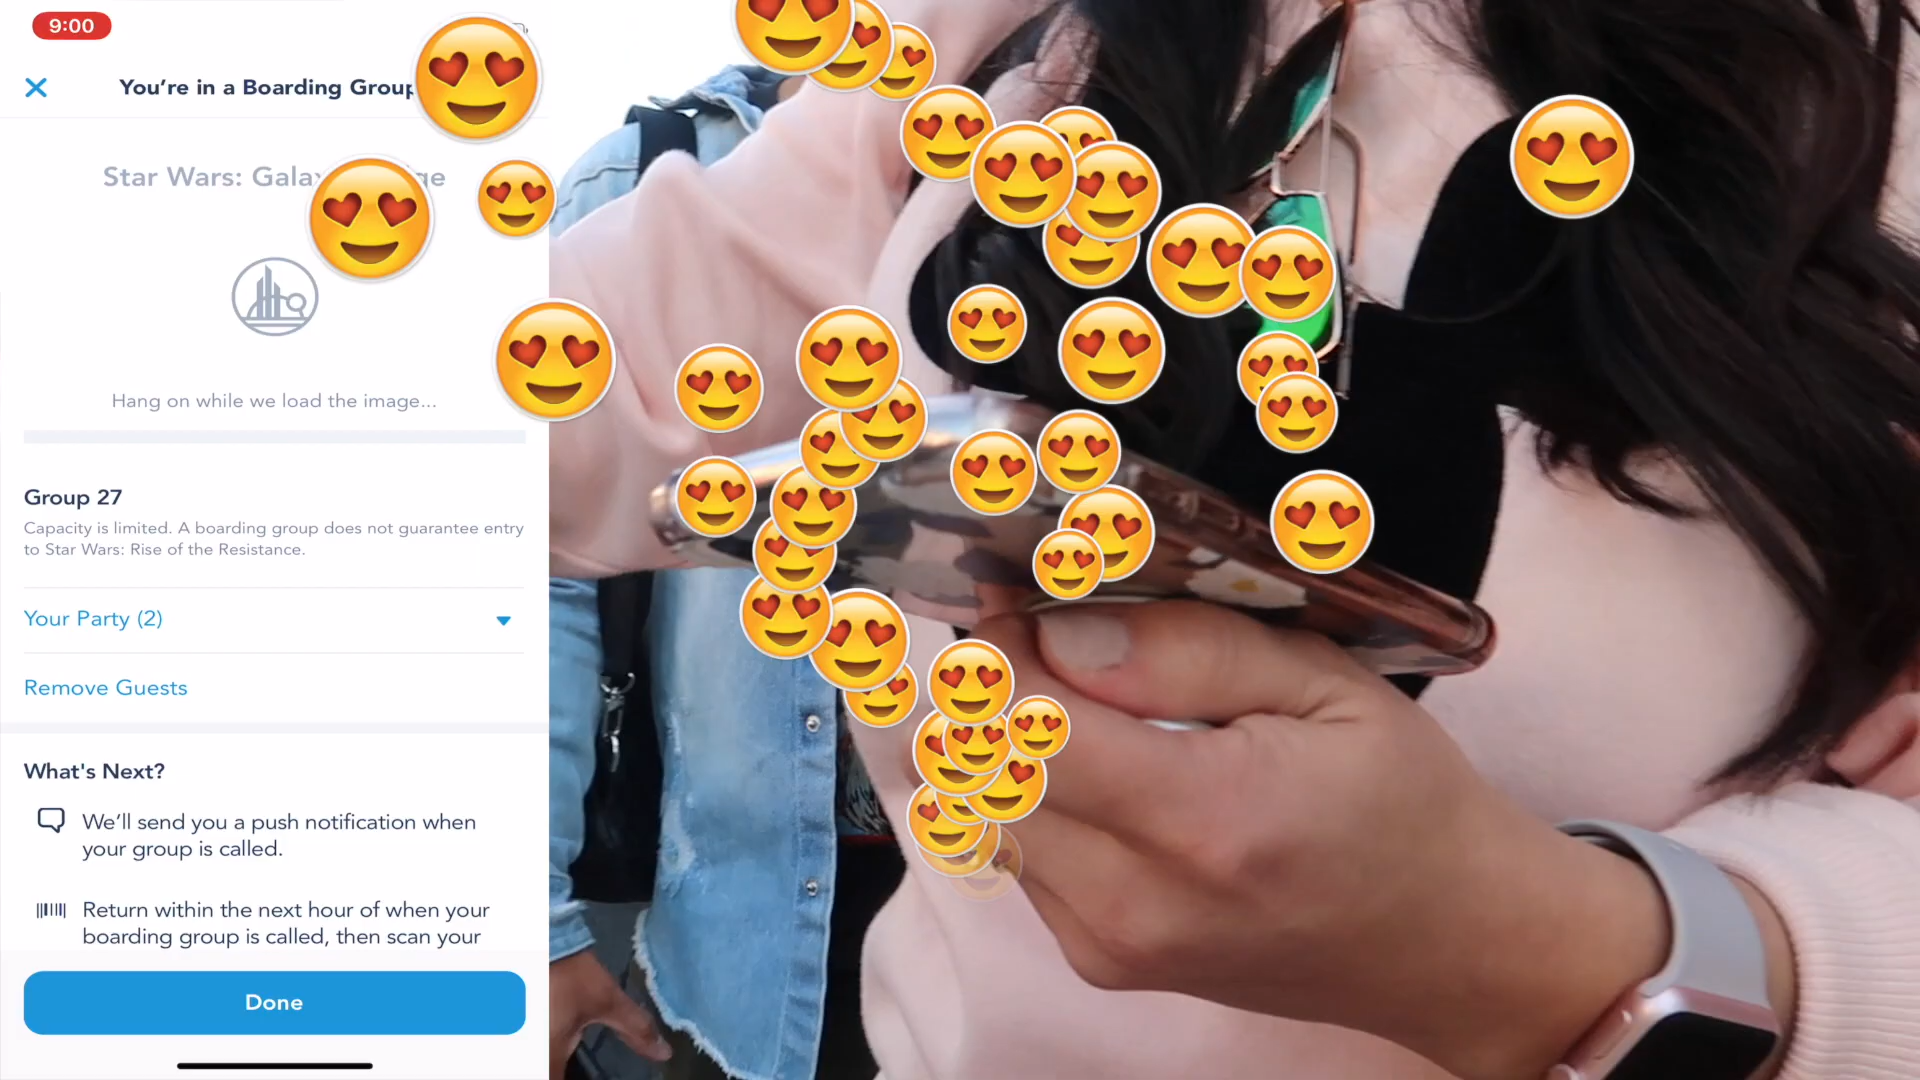 9:00
You're in a Boarding Group
Star Wars:
Hang on while we load the image...
Group 27
Capacity is limited. A boarding group does not guarantee entry
to Star Wars: Rise of the Resistance.
Your Party (2)
Remove Guests
What's Next?
We'll send you a push notification when
your group is called.
Return within the next hour of when your
boarding group is called, then scan your
Done